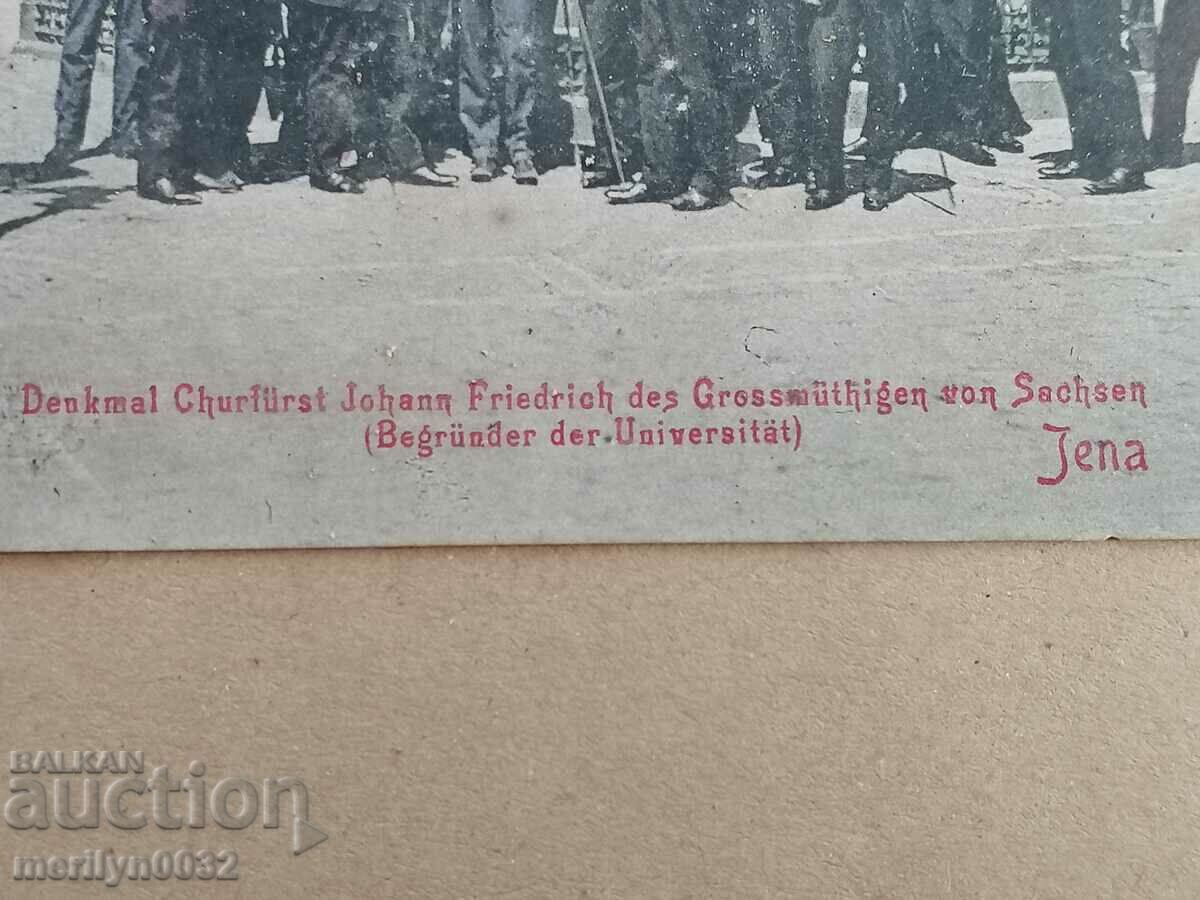 Denkmal Churfürst Johann Friedrich des Grossmüthigen von Sachsen
(Begründer der Universität)
Jena
BALKAN
auction
merilyn0032